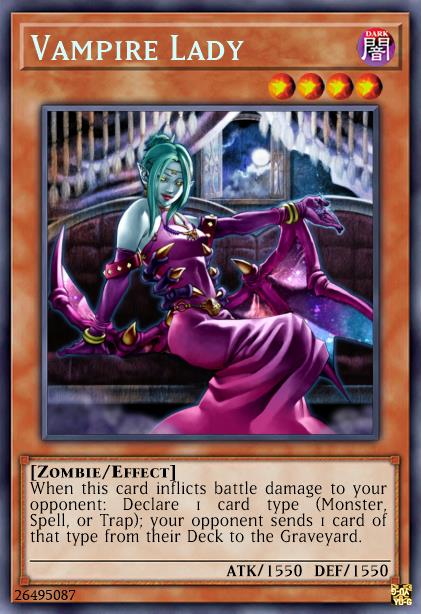 VAMPIRE LADY
DARK
闇
[ZOMBIE/EFFECT]
When this card inflicts battle damage to your
opponent: Declare 1 card type (Monster,
Spell, or Trap); your opponent sends 1 card of
that type from their Deck to the Graveyard.
ATK/1550 DEF/1550
26495087